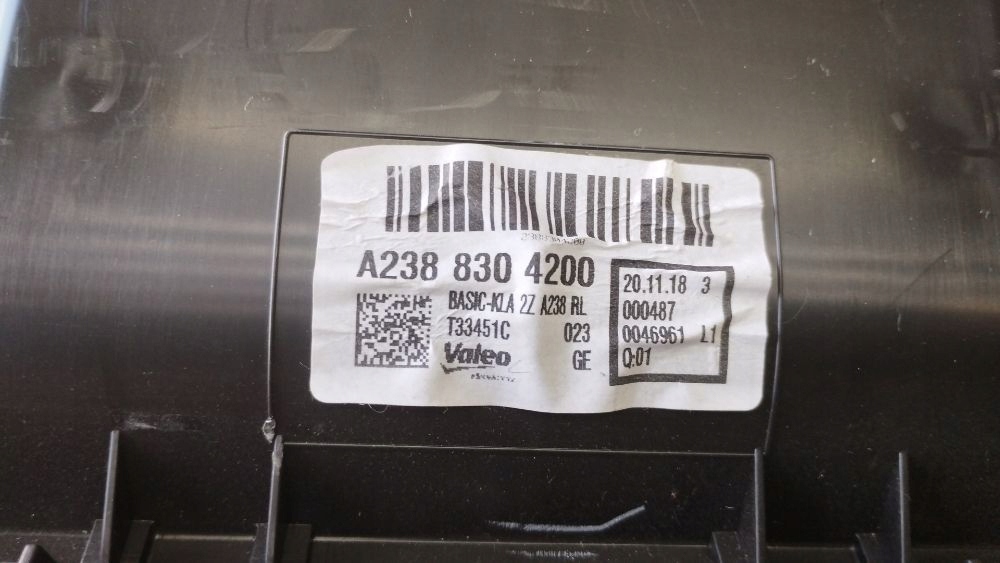 A238 830 4200
BASIC-KLA 2Z A238 RL
T33451C 023
Valeo GE
20.11.18 3
000487
0046961 L1
Q:01